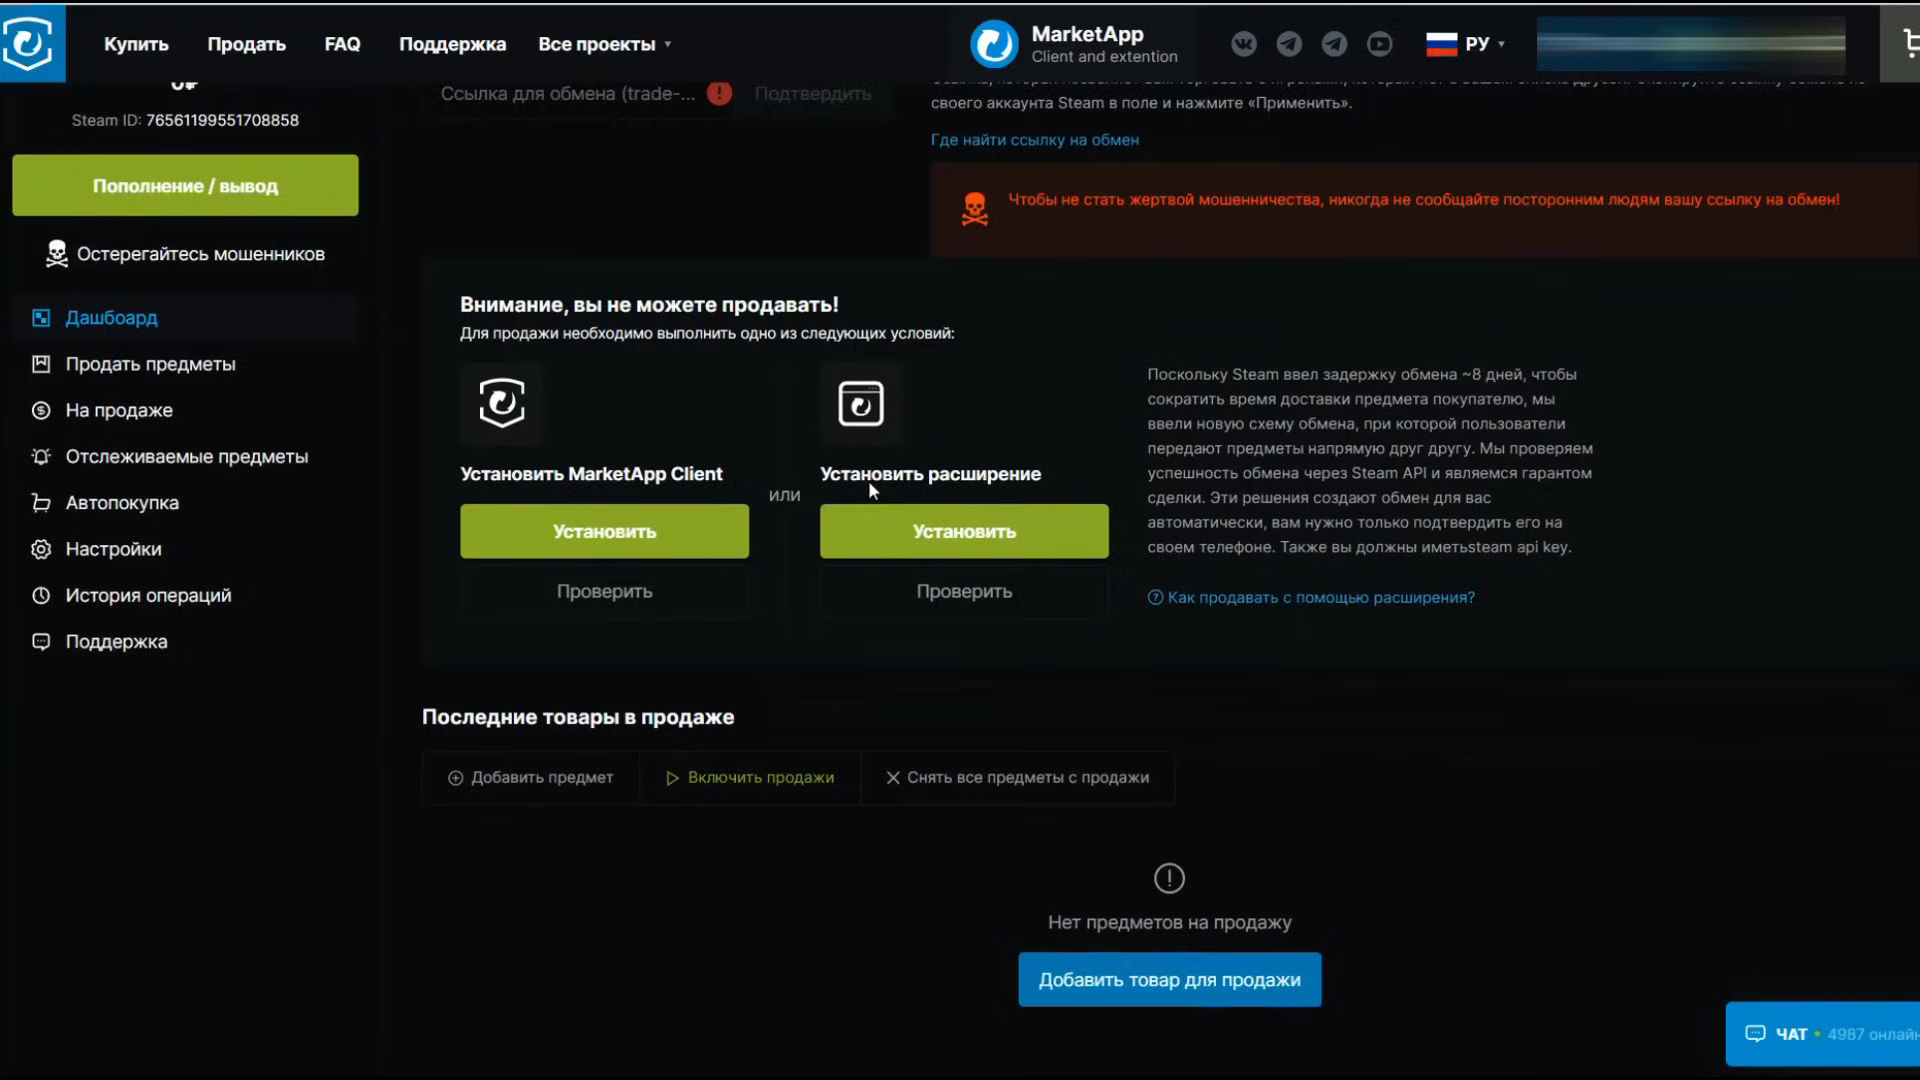 Купить
Продать
FAQ
Поддержка
Все проекты
MarketApp
Client and extention
РУ
0₽
Steam ID: 76561199551708858
Пополнение / вывод
Остерегайтесь мошенников
Дашбоард
Продать предметы
На продаже
Отслеживаемые предметы
Автопокупка
Настройки
История операций
Поддержка
Ссылка для обмена (trade-...
Подтвердить
своего аккаунта Steam в поле и нажмите «Применить».
Где найти ссылку на обмен
Чтобы не стать жертвой мошенничества, никогда не сообщайте посторонним людям вашу ссылку на обмен!
Внимание, вы не можете продавать!
Для продажи необходимо выполнить одно из следующих условий:
Установить MarketApp Client
Установить
Проверить
или
Установить расширение
Установить
Проверить
Поскольку Steam ввел задержку обмена ~8 дней, чтобы
сократить время доставки предмета покупателю, мы
ввели новую схему обмена, при которой пользователи
передают предметы напрямую друг другу. Мы проверяем
успешность обмена через Steam API и являемся гарантом
сделки. Эти решения создают обмен для вас
автоматически, вам нужно только подтвердить его на
своем телефоне. Также вы должны иметьsteam api key.
Как продавать с помощью расширения?
Последние товары в продаже
Добавить предмет
Включить продажи
Снять все предметы с продажи
Нет предметов на продажу
Добавить товар для продажи
ЧАТ • 4987 онлайн